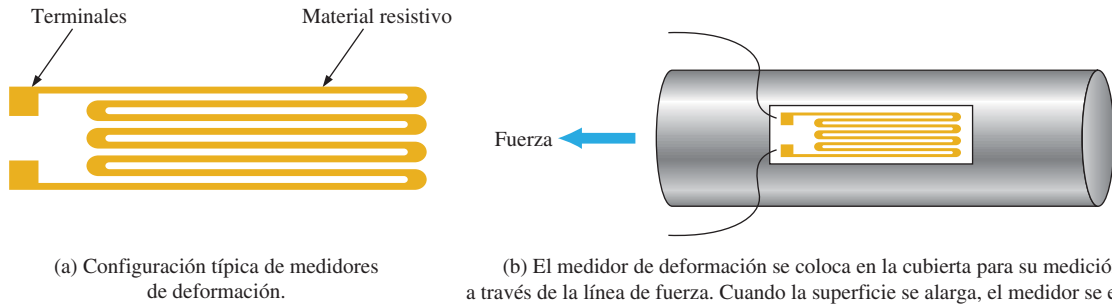 Terminales
Material resistivo
Fuerza
(a) Configuración típica de medidores
de deformación.
(b) El medidor de deformación se coloca en la cubierta para su medició
a través de la línea de fuerza. Cuando la superficie se alarga, el medidor se e